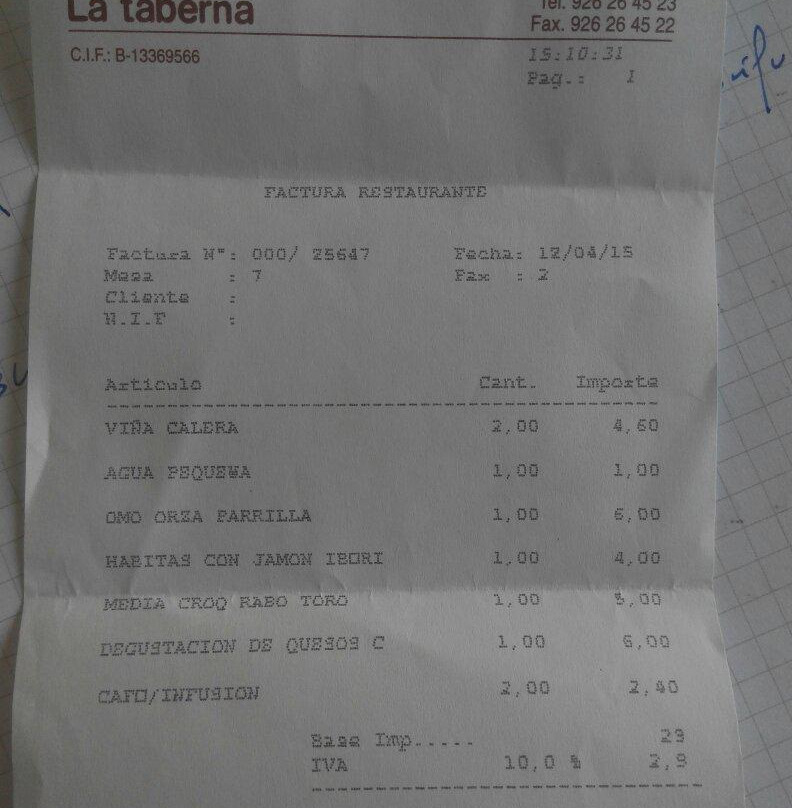 La taberna
Tel. 926 26 45 23
Fax. 926 26 45 22
C.I.F.: B-13369566
15:10:31
Pag.: 1
FACTURA RESTAURANTE
Factura Nº: 000/ 25647 Fecha: 12/04/15
Mesa : 7 Pax : 2
Cliente :
N.I.F :
Articulo Cant. Importe
VIÑA CALERA 2,00 4,60
AGUA PEQUEÑA 1,00 1,00
OMO ORZA PARRILLA 1,00 6,00
HABITAS CON JAMON IBÉRI 1,00 4,00
MEDIA CROQ RABO TORO 1,00 5,00
DEGUSTACION DE QUESOS C 1,00 6,00
CAFÉ/INFUSION 2,00 2,40
Base Imp..... 29
IVA 10,0 % 2,9